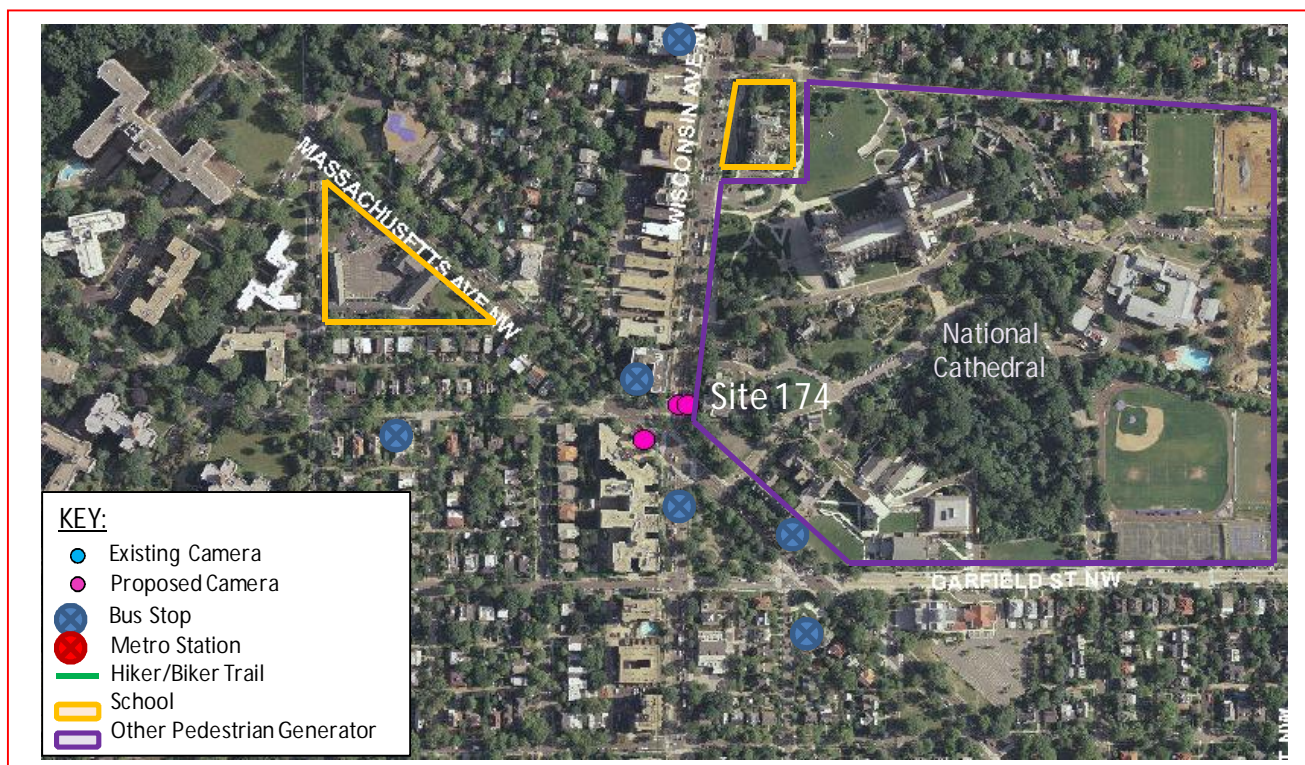 WISCONSIN AVE N
MASSACHUSETTS AVE NW
National
Cathedral
Site 174
GARFIELD ST NW
KEY:
Existing Camera
Proposed Camera
Bus Stop
Metro Station
Hiker/Biker Trail
School
Other Pedestrian Generator
T NW